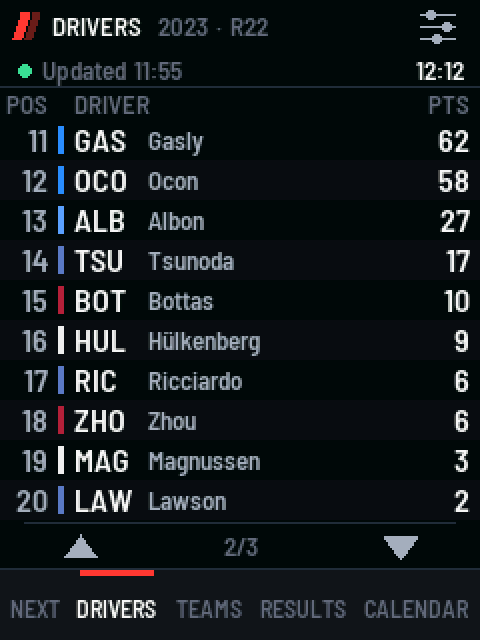 DRIVERS 2023 · R22
Updated 11:55 12:12
POS DRIVER PTS
11 GAS Gasly 62
12 OCO Ocon 58
13 ALB Albon 27
14 TSU Tsunoda 17
15 BOT Bottas 10
16 HUL Hülkenberg 9
17 RIC Ricciardo 6
18 ZHO Zhou 6
19 MAG Magnussen 3
20 LAW Lawson 2
2/3
NEXT DRIVERS TEAMS RESULTS CALENDAR